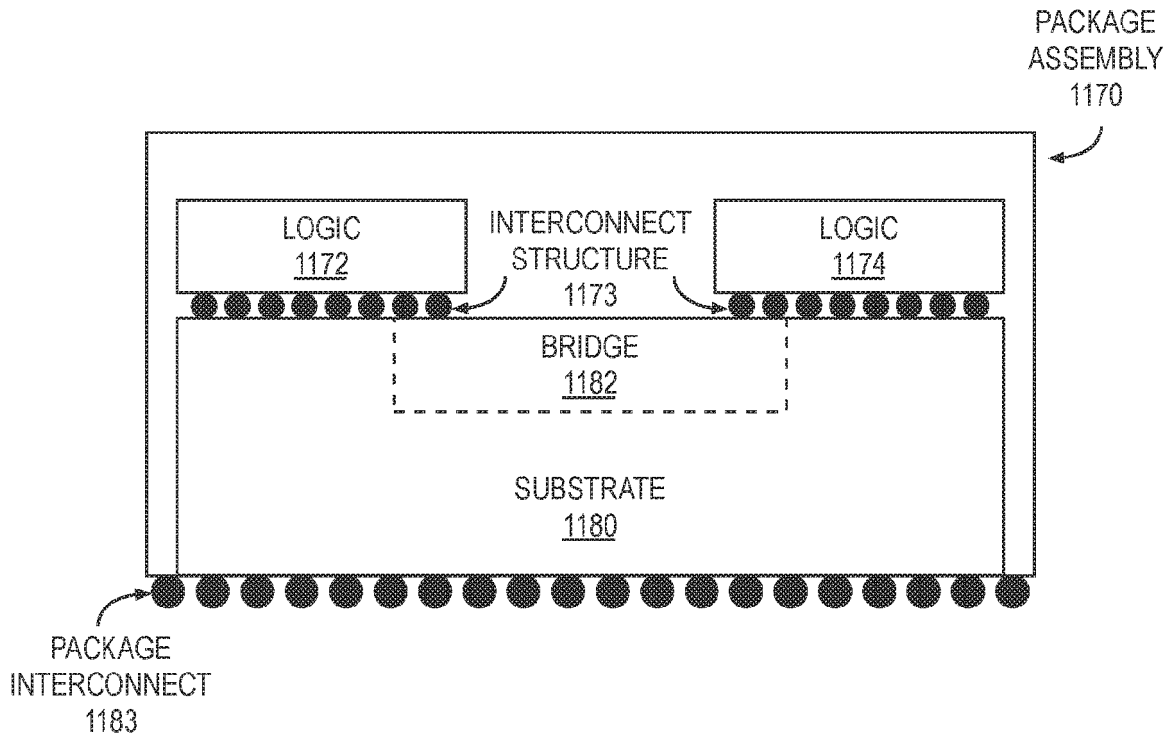 PACKAGE
ASSEMBLY
1170
LOGIC
1172
INTERCONNECT
STRUCTURE
1173
LOGIC
1174
BRIDGE
1182
SUBSTRATE
1180
PACKAGE
INTERCONNECT
1183